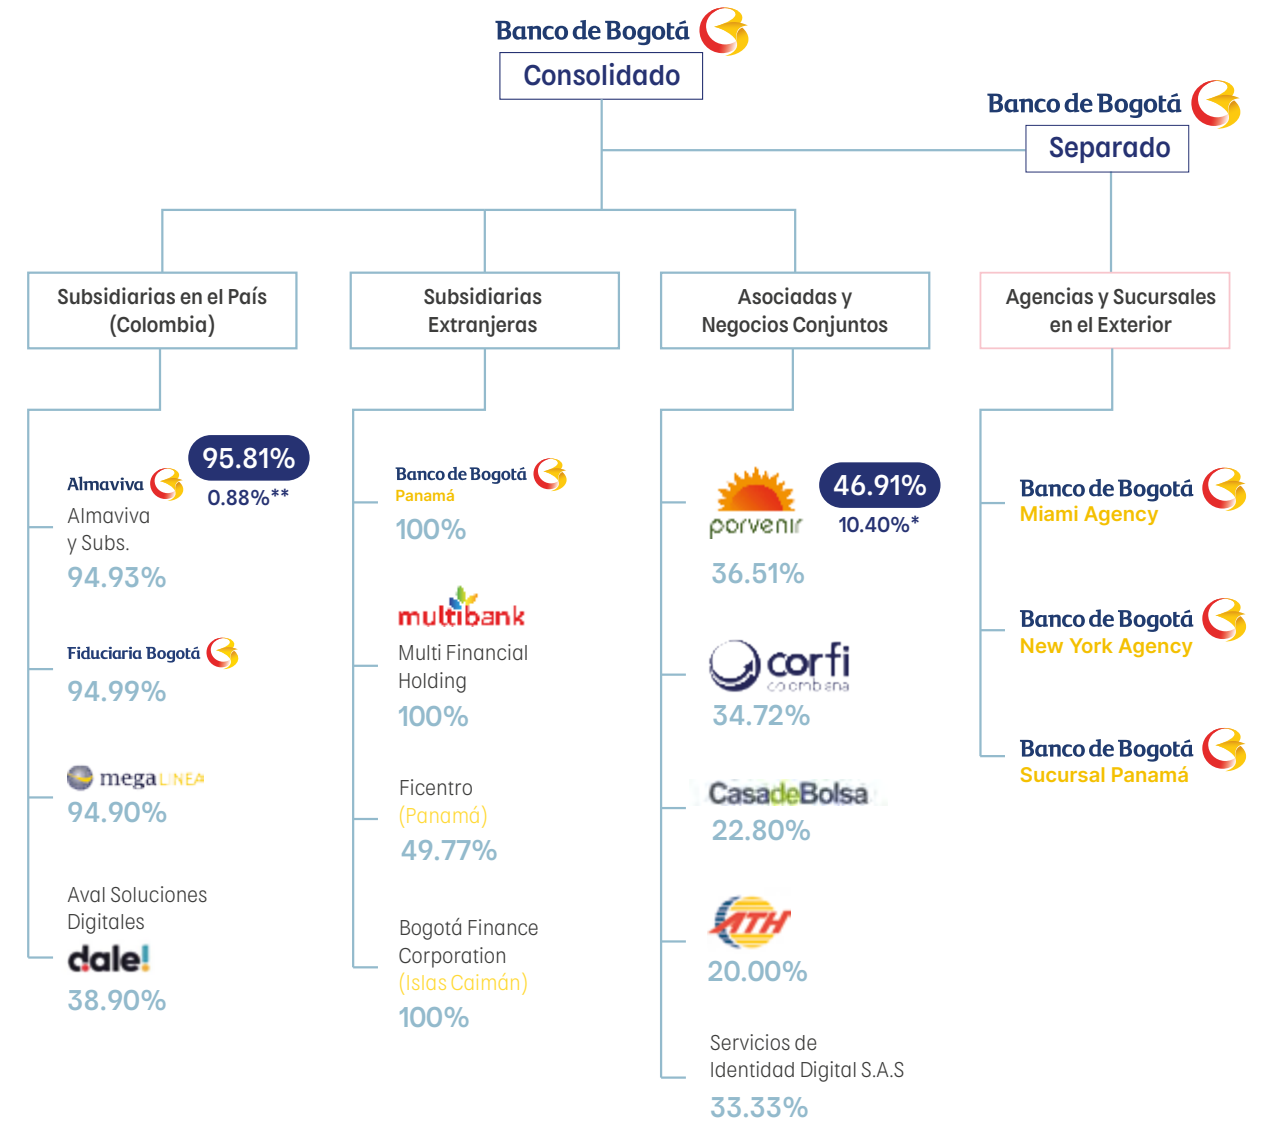 Banco de Bogotá
Consolidado
Banco de Bogotá
Separado
Subsidiarias en el País
(Colombia)
Almaviva
95.81%
0.88%**
Almaviva
y Subs.
94.93%
Fiduciaria Bogotá
94.99%
megaLINEA
94.90%
Aval Soluciones
Digitales
dale!
38.90%
Subsidiarias
Extranjeras
Banco de Bogotá
Panamá
100%
multibank
Multi Financial
Holding
100%
Ficentro
(Panamá)
49.77%
Bogotá Finance
Corporation
(Islas Caimán)
100%
Asociadas y
Negocios Conjuntos
porvenir
46.91%
10.40%*
36.51%
corfi
colombiana
34.72%
CasadeBolsa
22.80%
ATH
20.00%
Servicios de
Identidad Digital S.A.S
33.33%
Agencias y Sucursales
en el Exterior
Banco de Bogotá
Miami Agency
Banco de Bogotá
New York Agency
Banco de Bogotá
Sucursal Panamá